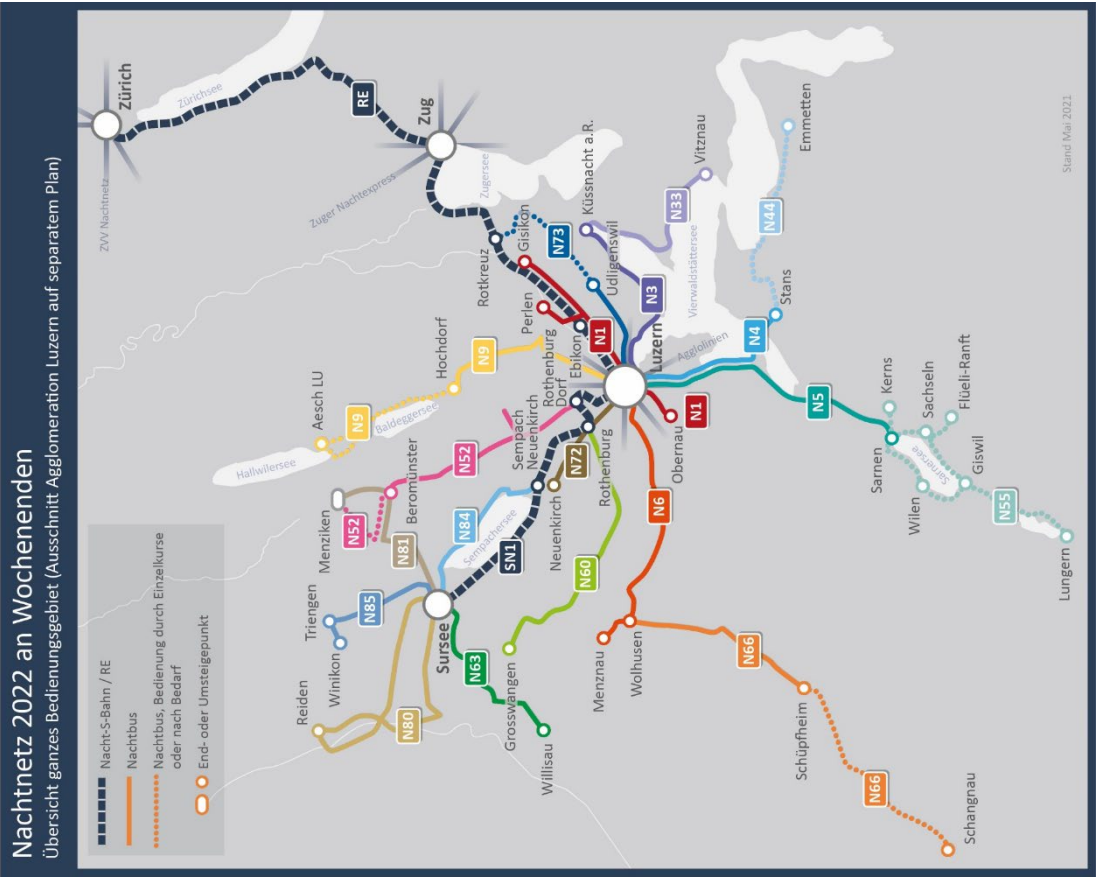 Nachtnetz 2022 an Wochenenden
Übersicht ganzes Bedienungsgebiet (Ausschnitt Agglomeration Luzern auf separatem Plan)
Nacht-S-Bahn / RE
Nachtbus
Nachtbus, Bedienung durch Einzelkurse
oder nach Bedarf
End- oder Umsteigepunkt
ZVV Nachtnetz
Zürich
Zürichsee
RE
Zug
Zuger Nachtexpress
Zugersee
Hallwilersee
Aesch LU
N9
Baldeggersee
Hochdorf
N9
Rotkreuz
Gisikon
N73
Perlen
Udligenswil
Küssnacht a.R.
N33
Vitznau
Menziken
N52
Beromünster
N81
N52
Reiden
Winikon
Triengen
N85
N80
Sursee
N84
Sempachersee
SN1
Sempach
Neuenkirch
Rothenburg
Dorf
Ebikon
N1
Luzern
N3
Vierwaldstättersee
Neuenkirch
N72
Rothenburg
N63
Willisau
Grosswangen
N60
Obernau
N1
Agglolinien
N4
Stans
N44
Emmetten
N6
Menznau
Wolhusen
N66
Schüpfheim
N66
Schangnau
N5
Kerns
Sarnen
Sachseln
Flüeli-Ranft
Sarnersee
Wilen
Giswil
N55
Lungern
Stand Mai 2021